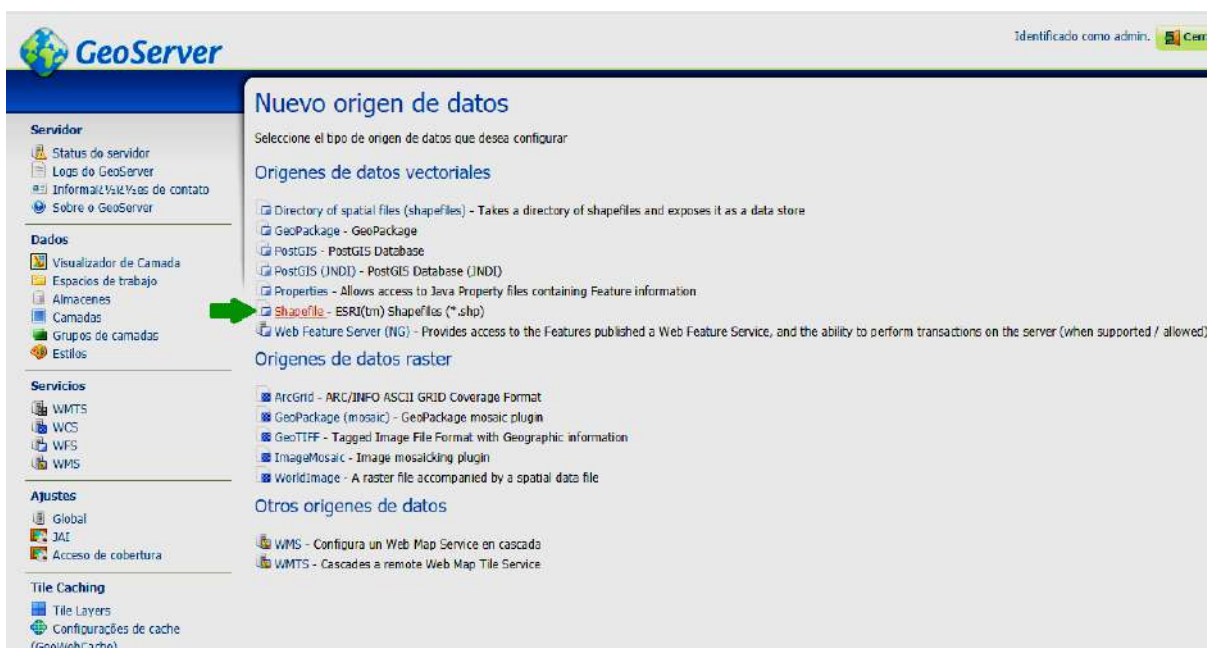 GeoServer
Identificado como admin.
Nuevo origen de datos
Seleccione el tipo de origen de datos que desea configurar
Origenes de datos vectoriales
Directory of spatial files (shapefiles) - Takes a directory of shapefiles and exposes it as a data store
GeoPackage - GeoPackage
PostGIS - PostGIS Database
PostGIS (JNDI) - PostGIS Database (JNDI)
Properties - Allows access to Java Property files containing Feature information
Shapefile - ESRI(tm) Shapefiles (*.shp)
Web Feature Server (NG) - Provides access to the Features published a Web Feature Service, and the ability to perform transactions on the server (when supported / allowed)
Origenes de datos raster
ArcGrid - ARC/INFO ASCII GRID Coverage Format
GeoPackage (mosaic) - GeoPackage mosaic plugin
GeoTIFF - Tagged Image File Format with Geographic information
ImageMosaic - Image mosaicking plugin
WorldImage - A raster file accompanied by a spatial data file
Otros origenes de datos
WMS - Configura un Web Map Service en cascada
WMTS - Cascades a remote Web Map Tile Service
Servidor
Status do servidor
Logs do GeoServer
de contato
Sobre o GeoServer
Dados
Visualizador de Camada
Espacios de trabajo
Almacenes
Camadas
Grupos de camadas
Estilos
Servicios
WMTS
WCS
WFS
WMS
Ajustes
Global
JAI
Acceso de cobertura
Tile Caching
Tile Layers
Configurações de cache